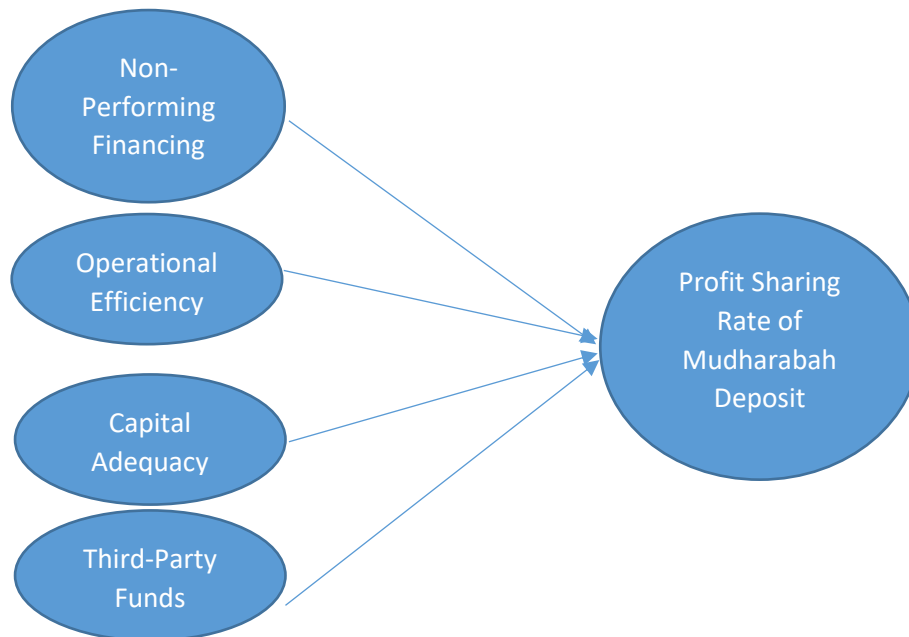 Non-
Performing
Financing
Operational
Efficiency
Capital
Adequacy
Third-Party
Funds
Profit Sharing
Rate of
Mudharabah
Deposit